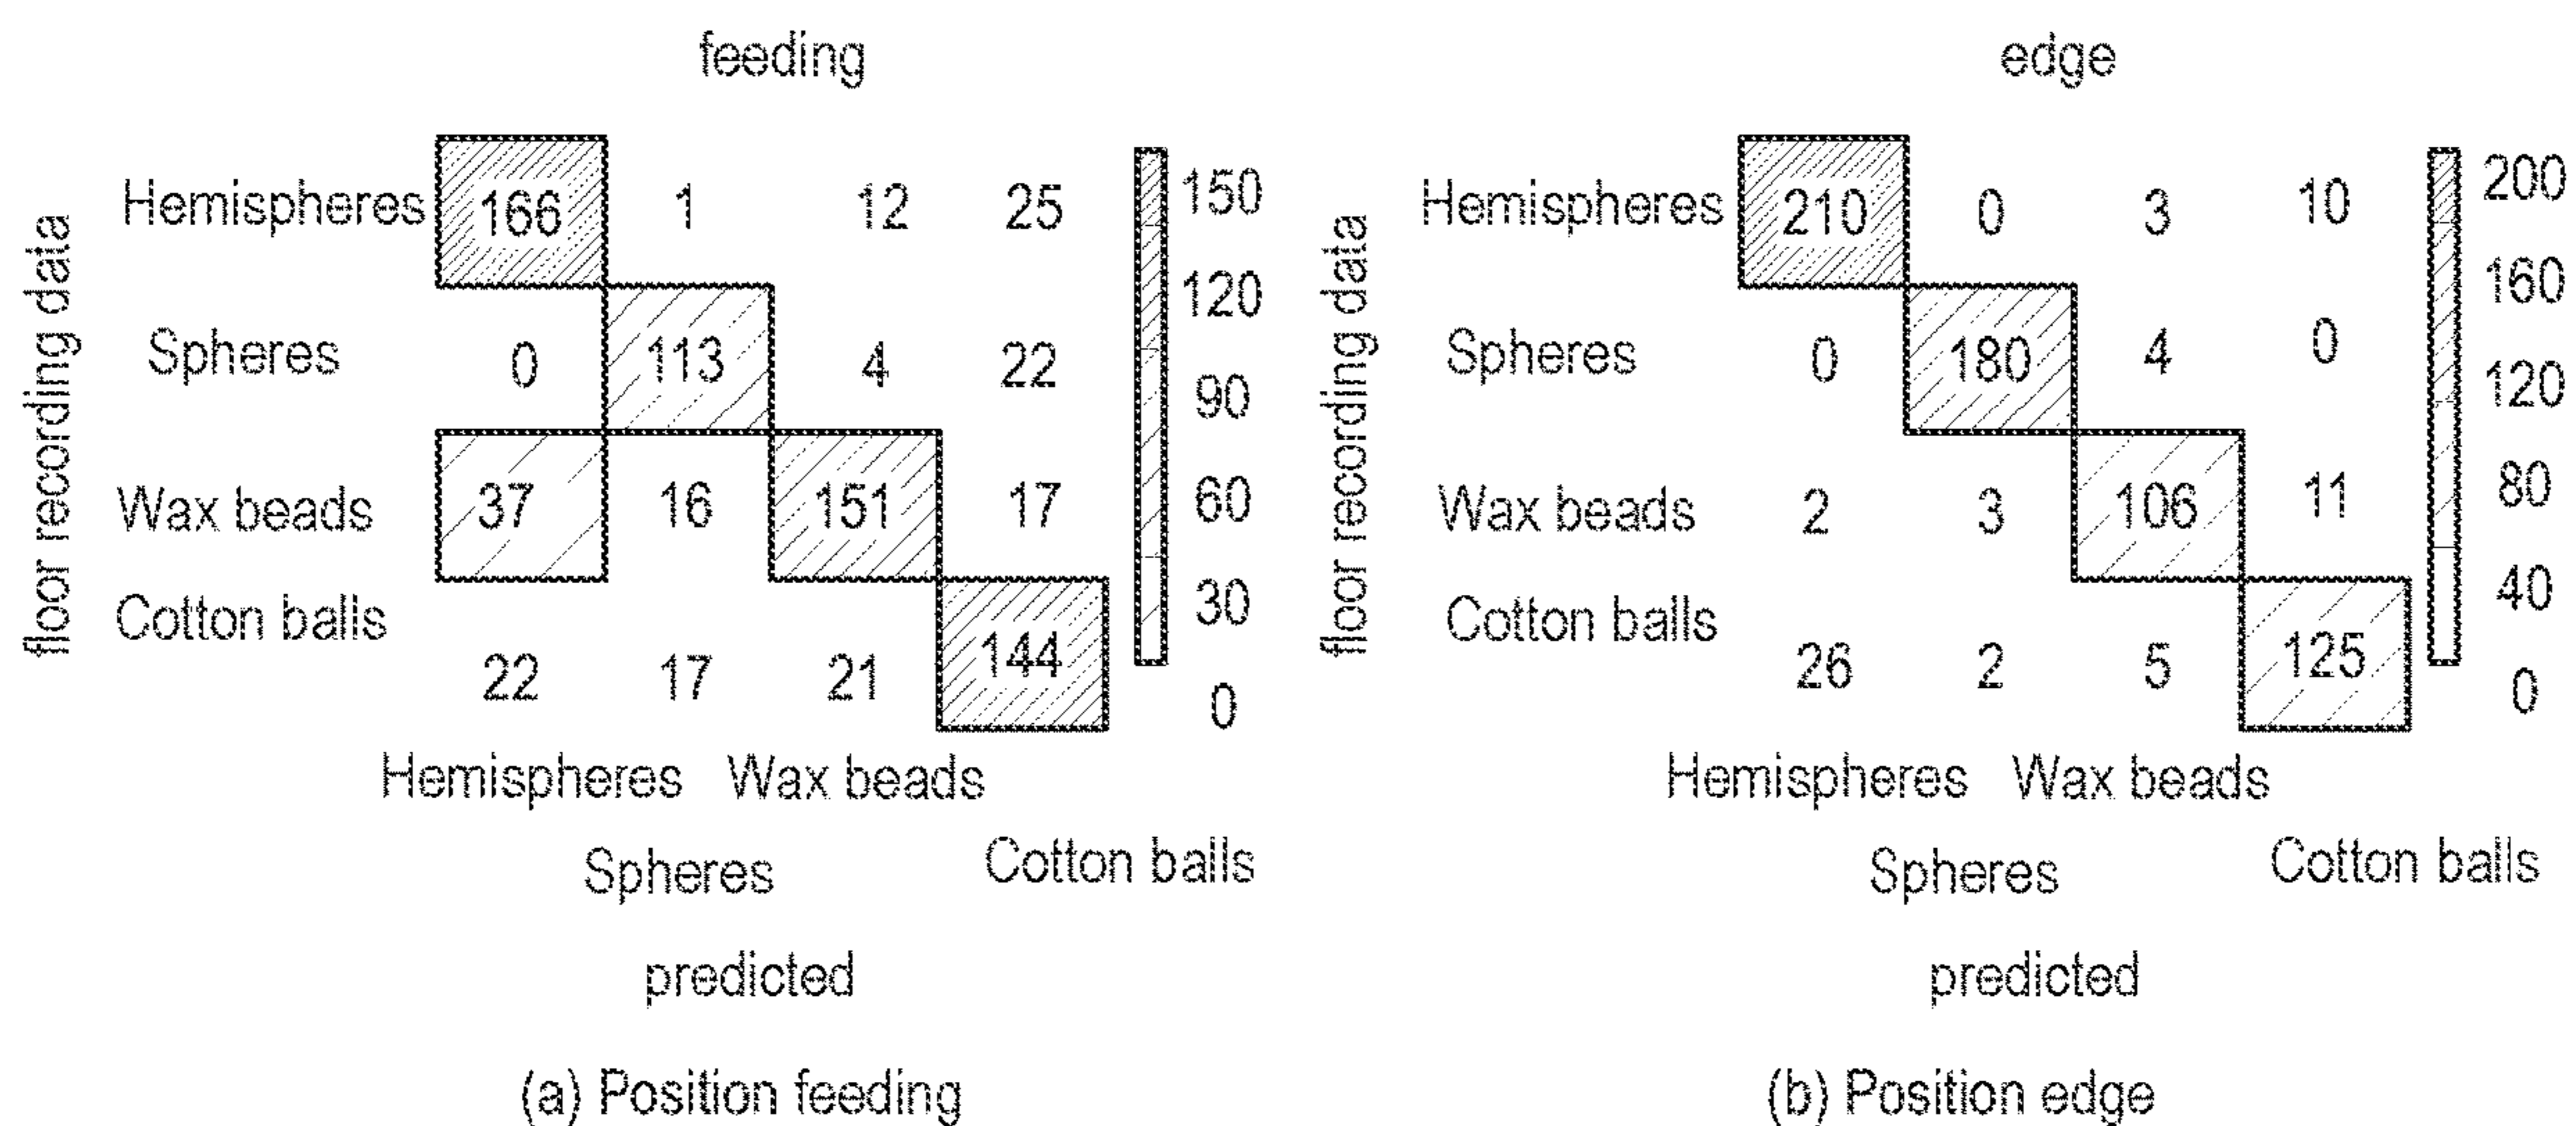 feeding
floor recording data
Hemispheres 166 1 12 25
Spheres 0 113 4 22
Wax beads 37 16 151 17
Cotton balls 22 17 21 144
150
120
90
60
30
0
Hemispheres Wax beads
Spheres Cotton balls
predicted
(a) Position feeding
edge
floor recording data
Hemispheres 210 0 3 10
Spheres 0 180 4 0
Wax beads 2 3 106 11
Cotton balls 26 2 5 125
200
160
120
80
40
0
Hemispheres Wax beads
Spheres Cotton balls
predicted
(b) Position edge